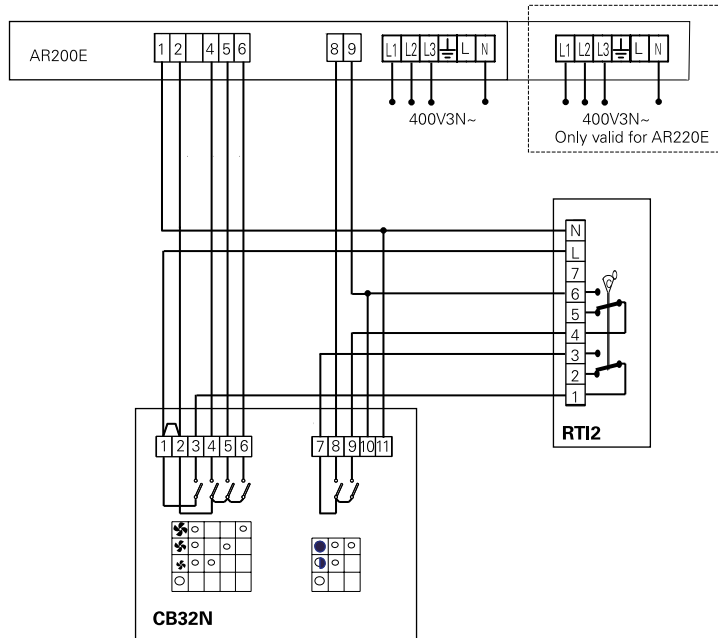 AR200E
1 2 4 5 6
8 9
L1 L2 L3 L N
L1 L2 L3 L N
400V3N~
400V3N~
Only valid for AR220E
N
L
7
6
5
4
3
2
1
RTI2
1 2 3 4 5 6
7 8 9 10 11
CB32N